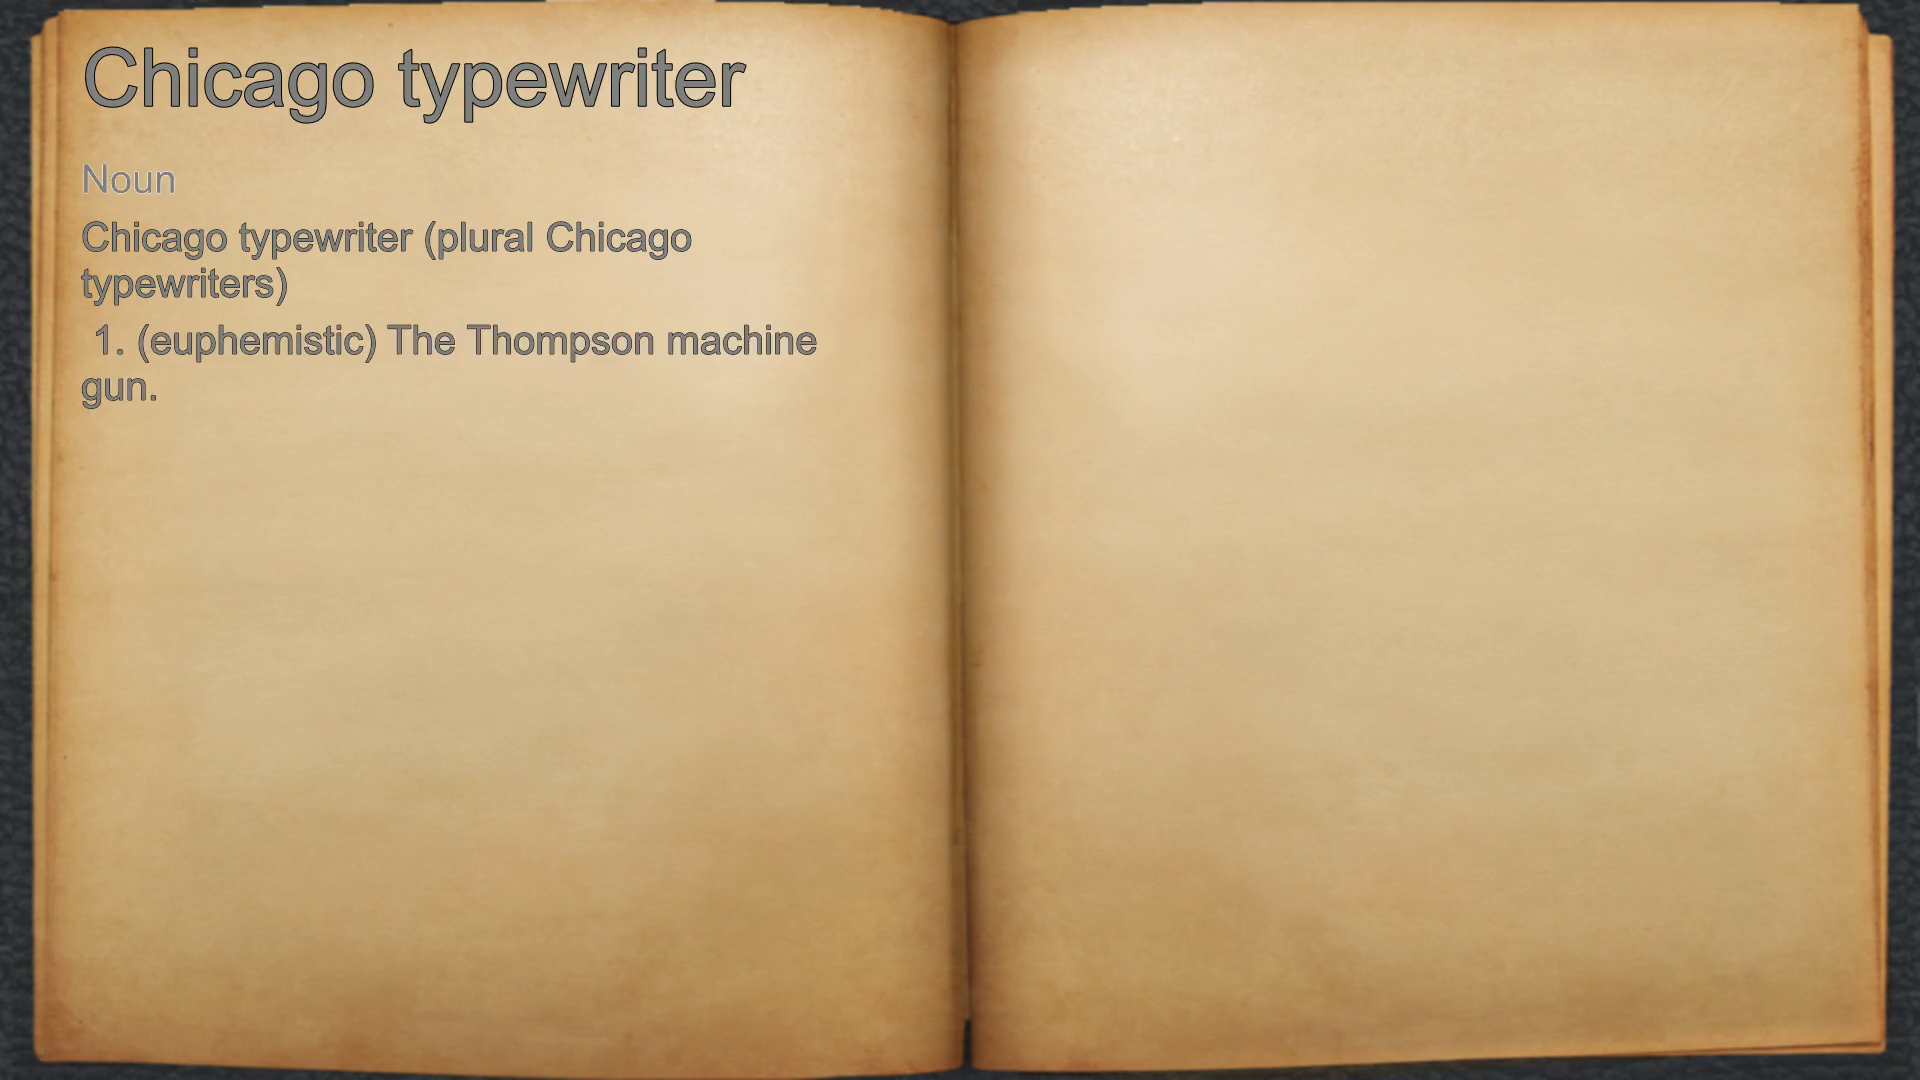 Chicago typewriter
Noun
Chicago typewriter (plural Chicago
typewriters)
1. (euphemistic) The Thompson machine
gun.